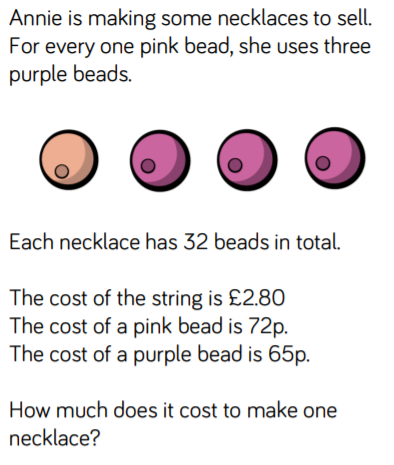 Annie is making some necklaces to sell.
For every one pink bead, she uses three
purple beads.
Each necklace has 32 beads in total.
The cost of the string is £2.80
The cost of a pink bead is 72p.
The cost of a purple bead is 65p.
How much does it cost to make one
necklace?